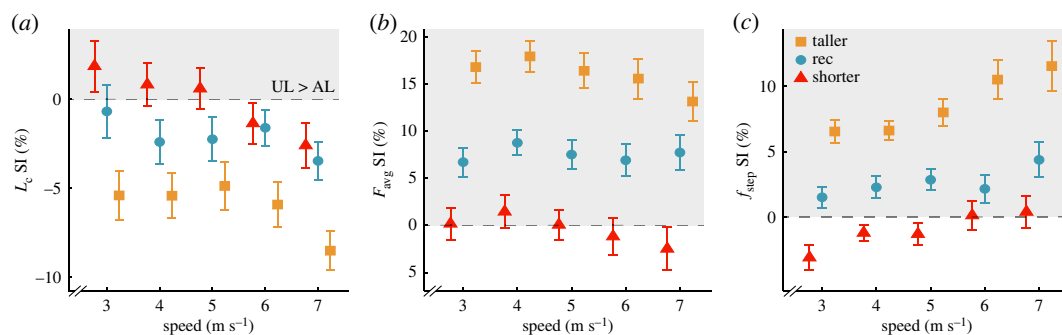 (a)
L_c SI (%)
0
−5
−10
UL > AL
3 4 5 6 7
speed (m s⁻¹)
(b)
F_avg SI (%)
20
15
10
5
0
5
3 4 5 6 7
speed (m s⁻¹)
(c)
f_step SI (%)
10
5
0
taller
rec
shorter
3 4 5 6 7
speed (m s⁻¹)